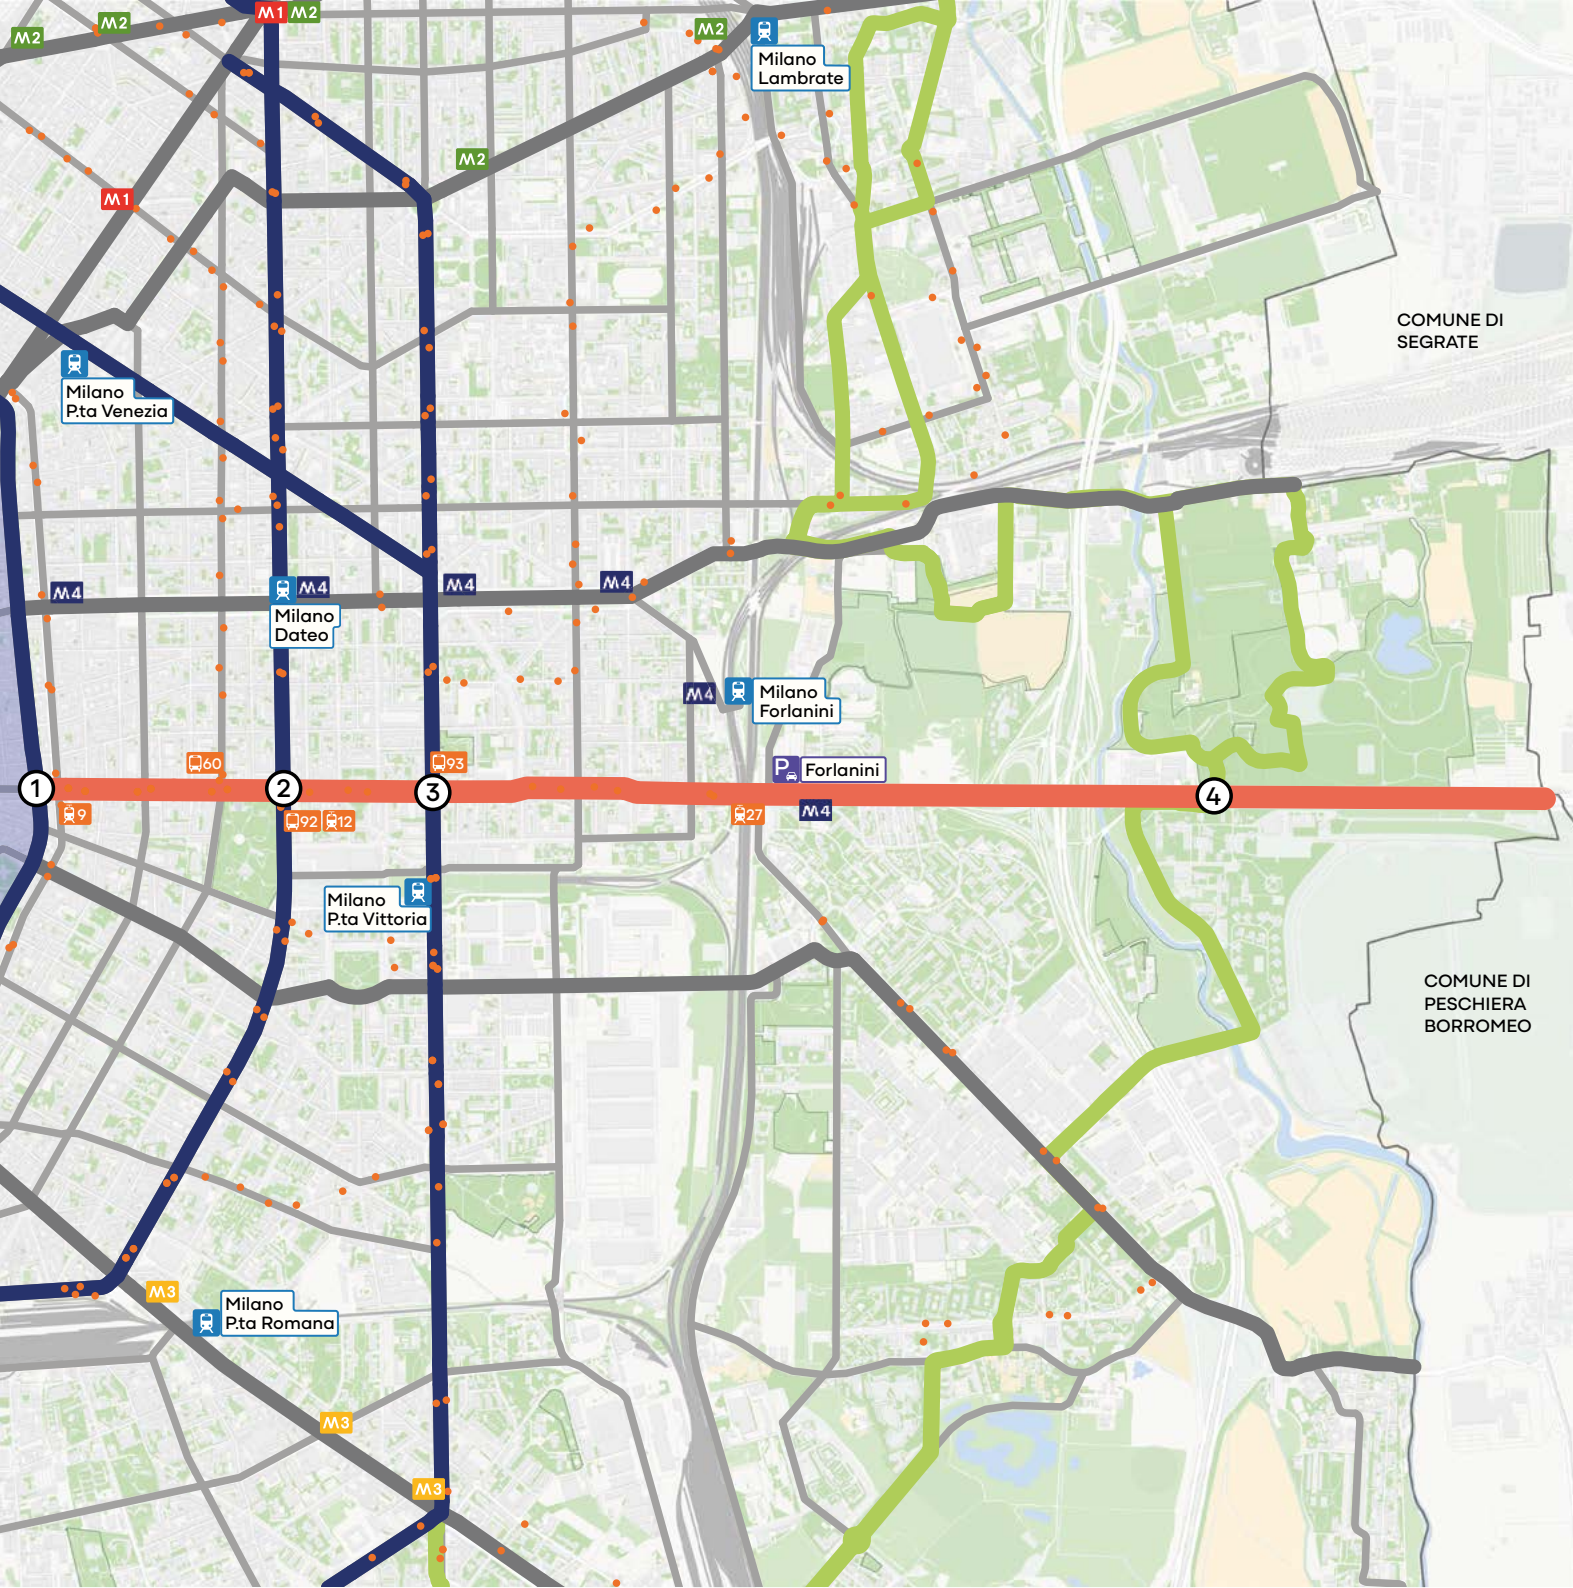 M1
M2
M2
M2
M2
Milano
Lambrate
M2
M1
COMUNE DI
SEGRATE
Milano
P.ta Venezia
M4
M4
M4
M4
Milano
Dateo
M4
Milano
Forlanini
60
93
P
Forlanini
1
2
3
4
9
92
12
27
M4
Milano
P.ta Vittoria
COMUNE DI
PESCHIERA
BORROMEO
M3
Milano
P.ta Romana
M3
M3